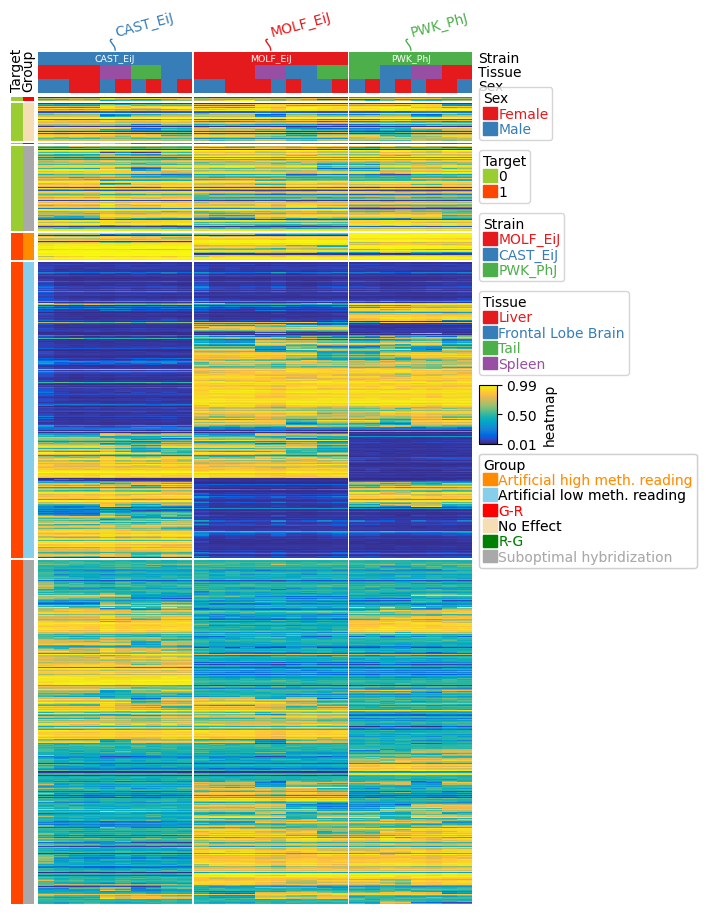 CAST_EiJ
MOLF_EiJ
PWK_PhJ
Target
Group
CAST_EiJ
MOLF_EiJ
PWK_PhJ
Strain
Tissue
Sex
Sex
Female
Male
Target
0
1
Strain
MOLF_EiJ
CAST_EiJ
PWK_PhJ
Tissue
Liver
Frontal Lobe Brain
Tail
Spleen
0.99
0.50
0.01
heatmap
Group
Artificial high meth. reading
Artificial low meth. reading
G-R
No Effect
R-G
Suboptimal hybridization